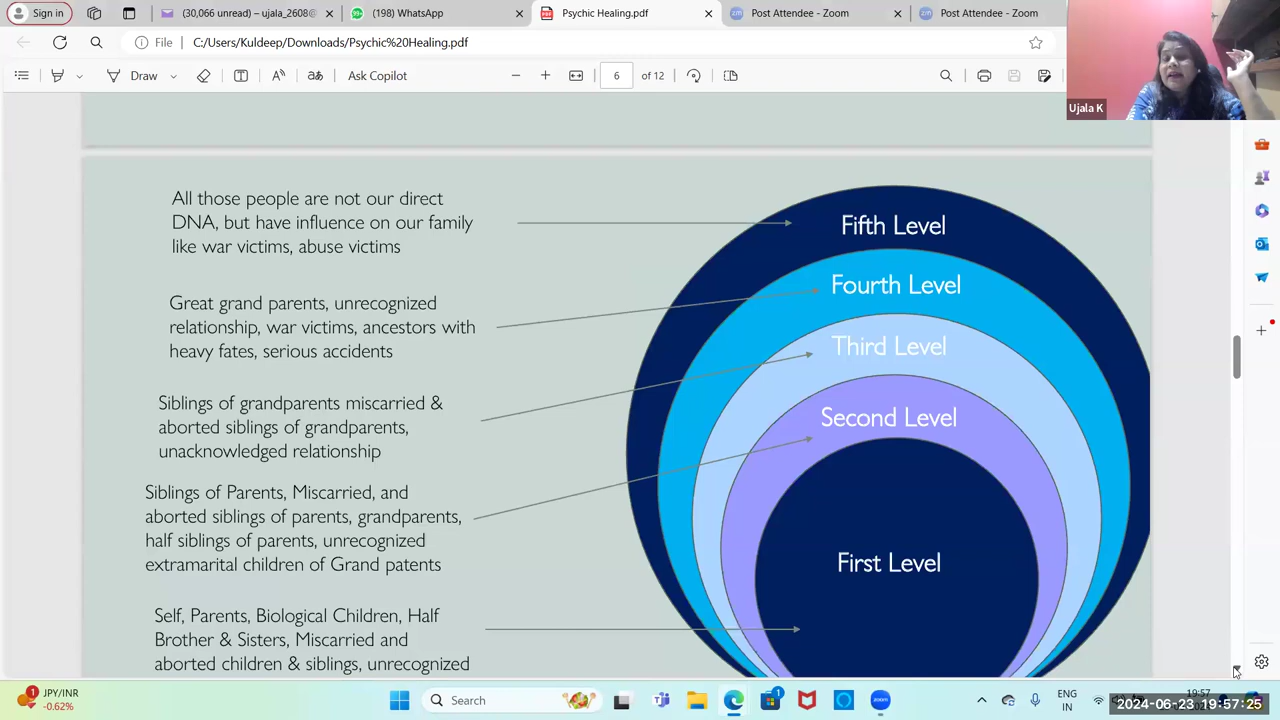 Sign in
(30,066 unread) - ujala_2608@
(198) WhatsApp
Psychic Healing.pdf
Post Attendee - Zoom
Post Attendee - Zoom
File
C:/Users/Kuldeep/Downloads/Psychic%20Healing.pdf
Draw
Ask Copilot
6
of 12
Ujala K
All those people are not our direct
DNA, but have influence on our family
like war victims, abuse victims
Fifth Level
Great grand parents, unrecognized
relationship, war victims, ancestors with
heavy fates, serious accidents
Fourth Level
Third Level
Siblings of grandparents miscarried &
aborted siblings of grandparents,
unacknowledged relationship
Second Level
Siblings of Parents, Miscarried, and
aborted siblings of parents, grandparents,
half siblings of parents, unrecognized
extramarital children of Grand patents
First Level
Self, Parents, Biological Children, Half
Brother & Sisters, Miscarried and
aborted children & siblings, unrecognized
1
JPY/INR
-0.62%
Search
1
zoom
ENG
IN
19:57
2024-06-23 19:57:25